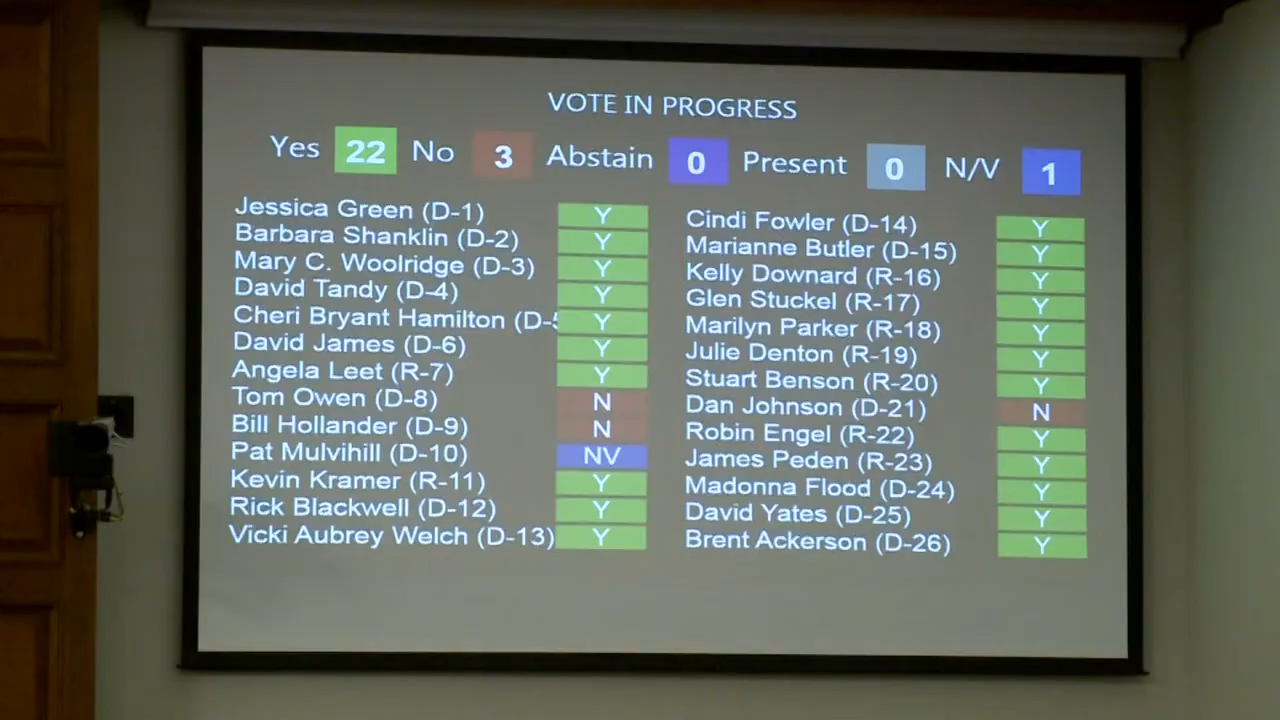 VOTE IN PROGRESS
Yes 22 No 3 Abstain 0 Present 0 N/V 1
Jessica Green (D-1) Y
Barbara Shanklin (D-2) Y
Mary C. Woolridge (D-3) Y
David Tandy (D-4) Y
Cheri Bryant Hamilton (D-5 Y
David James (D-6) Y
Angela Leet (R-7) Y
Tom Owen (D-8) N
Bill Hollander (D-9) N
Pat Mulvihill (D-10) NV
Kevin Kramer (R-11) Y
Rick Blackwell (D-12) Y
Vicki Aubrey Welch (D-13) Y
Cindi Fowler (D-14) Y
Marianne Butler (D-15) Y
Kelly Downard (R-16) Y
Glen Stuckel (R-17) Y
Marilyn Parker (R-18) Y
Julie Denton (R-19) Y
Stuart Benson (R-20) Y
Dan Johnson (D-21) N
Robin Engel (R-22) Y
James Peden (R-23) Y
Madonna Flood (D-24) Y
David Yates (D-25) Y
Brent Ackerson (D-26) Y